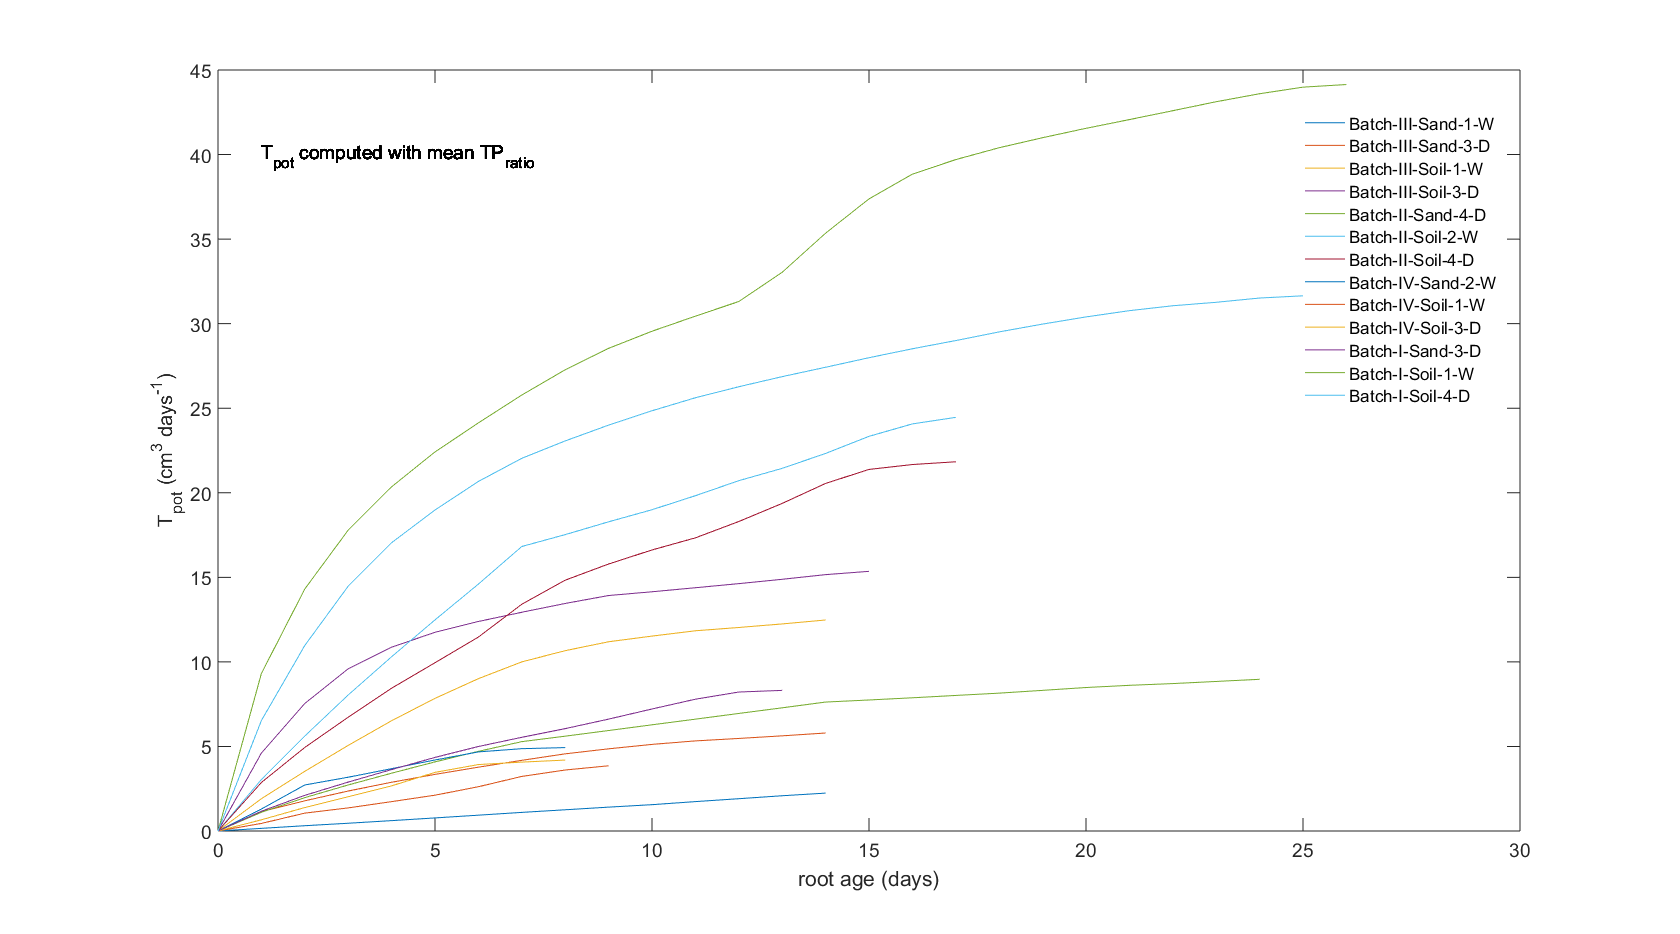 45
40
35
30
25
20
15
10
5
0
T_pot (cm^3 days^-1)
T_pot computed with mean TP_ratio
Batch-III-Sand-1-W
Batch-III-Sand-3-D
Batch-III-Soil-1-W
Batch-III-Soil-3-D
Batch-II-Sand-4-D
Batch-II-Soil-2-W
Batch-II-Soil-4-D
Batch-IV-Sand-2-W
Batch-IV-Soil-1-W
Batch-IV-Soil-3-D
Batch-I-Sand-3-D
Batch-I-Soil-1-W
Batch-I-Soil-4-D
0 5 10 15 20 25 30
root age (days)